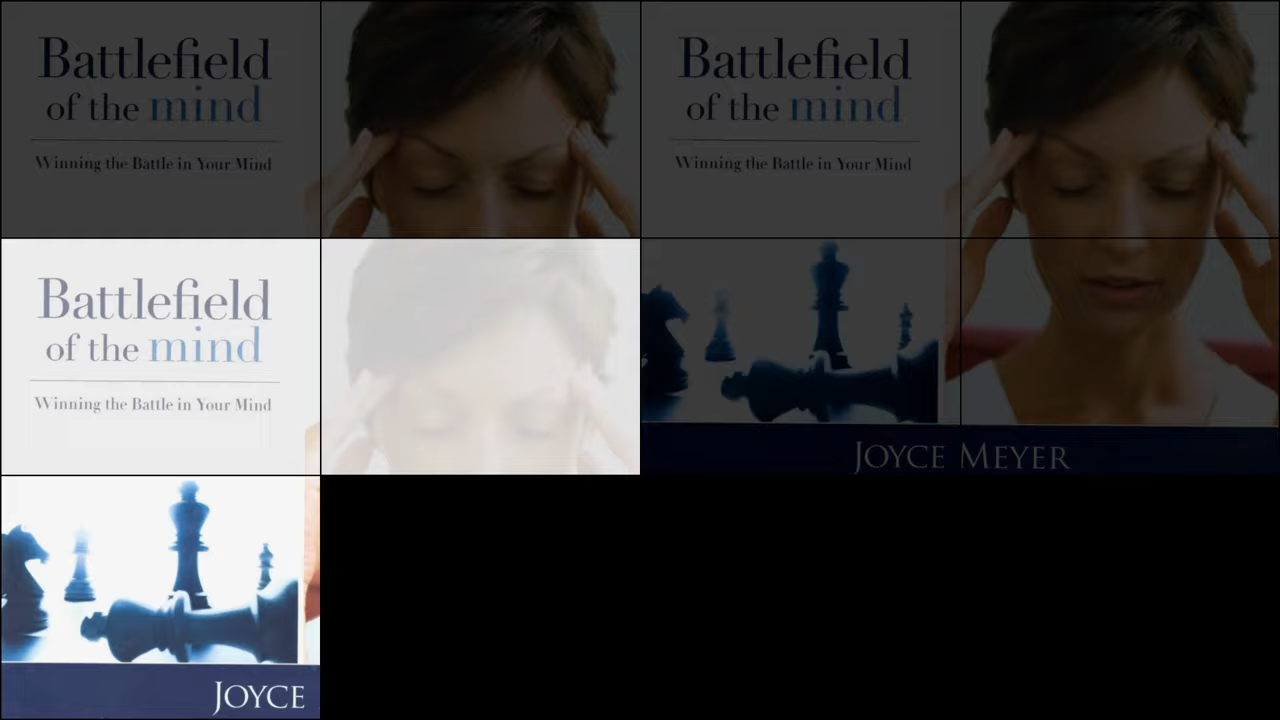 Battlefield
of the mind
Winning the Battle in Your Mind
Battlefield
of the mind
Winning the Battle in Your Mind
Battlefield
of the mind
Winning the Battle in Your Mind
JOYCE MEYER
JOYCE